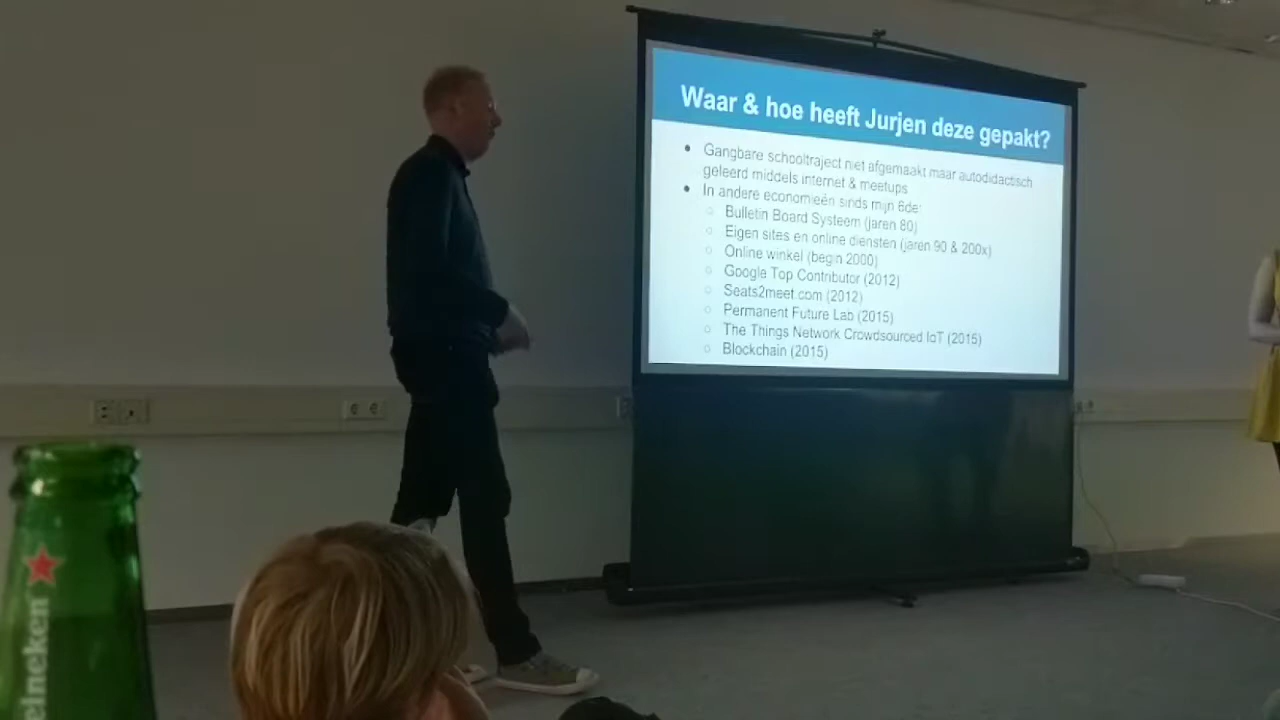 Waar & hoe heeft Jurjen deze gepakt?
Gangbare schooltraject niet afgemaakt maar autodidactisch
geleerd middels internet & meetups
In andere economieën sinds mijn 6de:
Bulletin Board Systeem (jaren 80)
Eigen sites en online diensten (jaren 90 & 200x)
Online winkel (begin 2000)
Google Top Contributor (2012)
Seats2meet.com (2012)
Permanent Future Lab (2015)
The Things Network Crowdsourced IoT (2015)
Blockchain (2015)
eineken